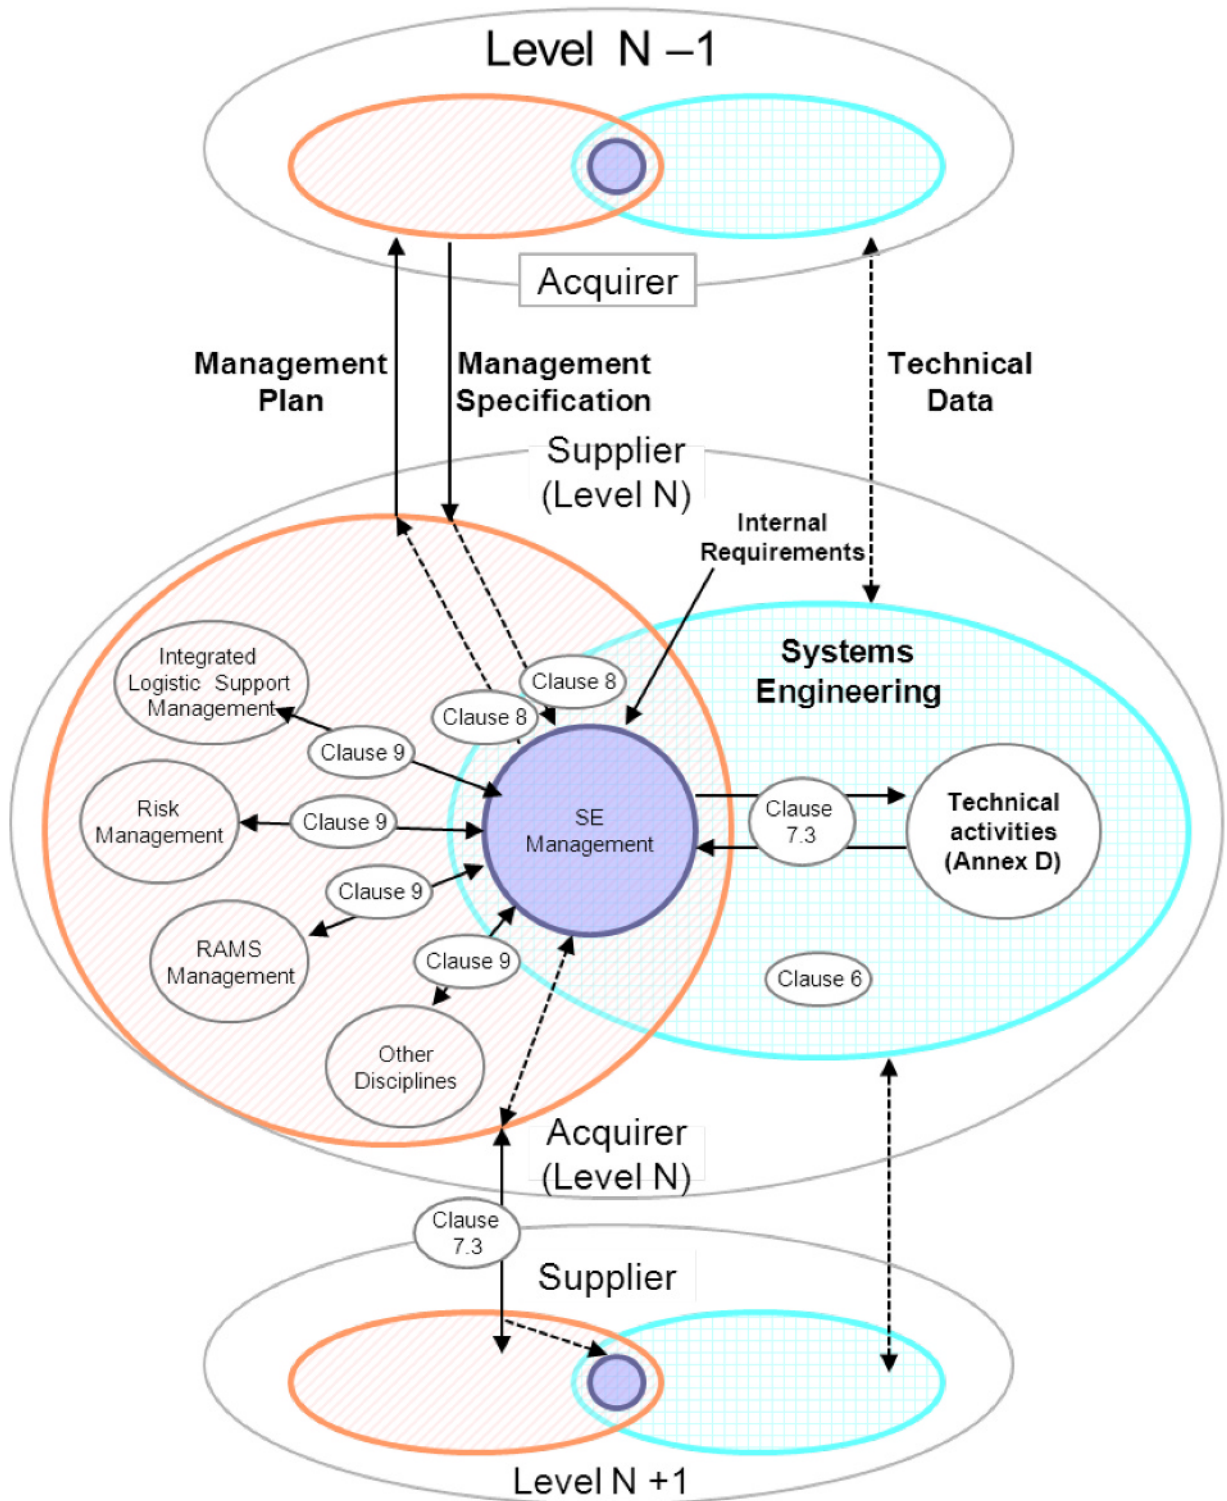 Level N –1
Acquirer
Management
Plan
Management
Specification
Technical
Data
Supplier
(Level N)
Internal
Requirements
Systems
Engineering
Integrated
Logistic Support
Management
Clause 8
Clause 8
Clause 9
Risk
Management
Clause 9
SE
Management
Clause
7.3
Technical
activities
(Annex D)
Clause 9
RAMS
Management
Clause 9
Clause 6
Other
Disciplines
Acquirer
(Level N)
Clause
7.3
Supplier
Level N +1